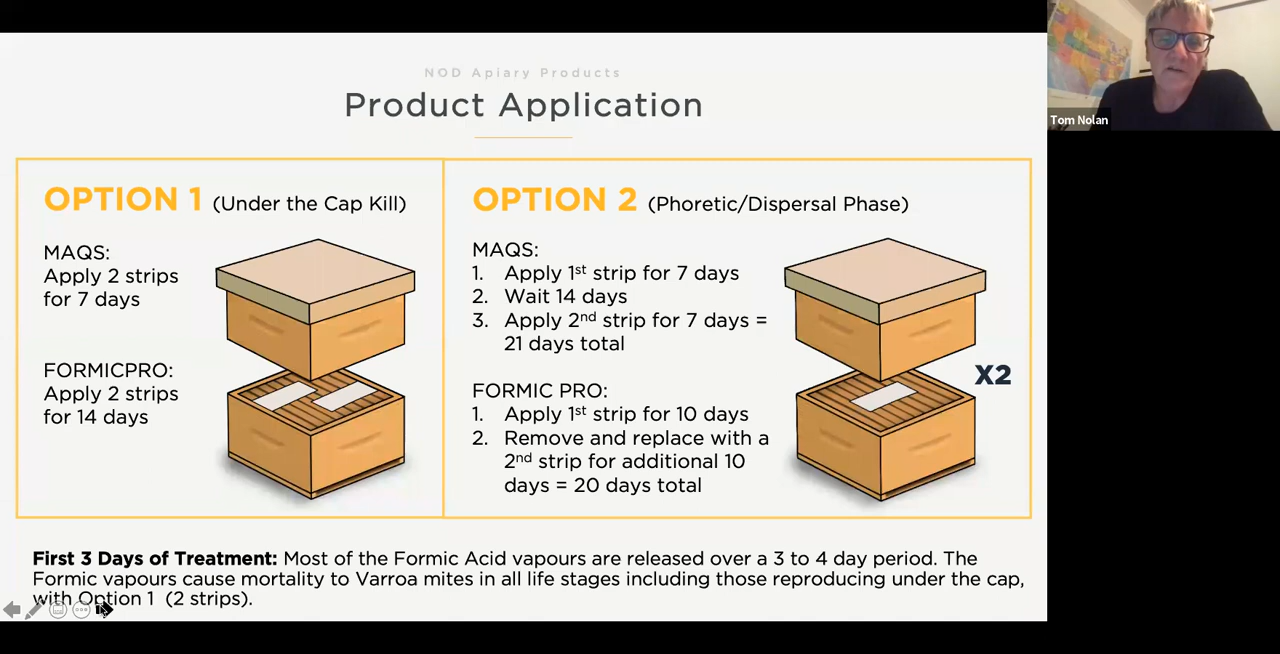 NOD Apiary Products
Product Application
OPTION 1 (Under the Cap Kill)
MAQS:
Apply 2 strips
for 7 days
FORMICPRO:
Apply 2 strips
for 14 days
OPTION 2 (Phoretic/Dispersal Phase)
MAQS:
1. Apply 1st strip for 7 days
2. Wait 14 days
3. Apply 2nd strip for 7 days =
21 days total
FORMIC PRO:
1. Apply 1st strip for 10 days
2. Remove and replace with a
2nd strip for additional 10
days = 20 days total
X2
First 3 Days of Treatment: Most of the Formic Acid vapours are released over a 3 to 4 day period. The
Formic vapours cause mortality to Varroa mites in all life stages including those reproducing under the cap,
with Option 1 (2 strips).
Tom Nolan